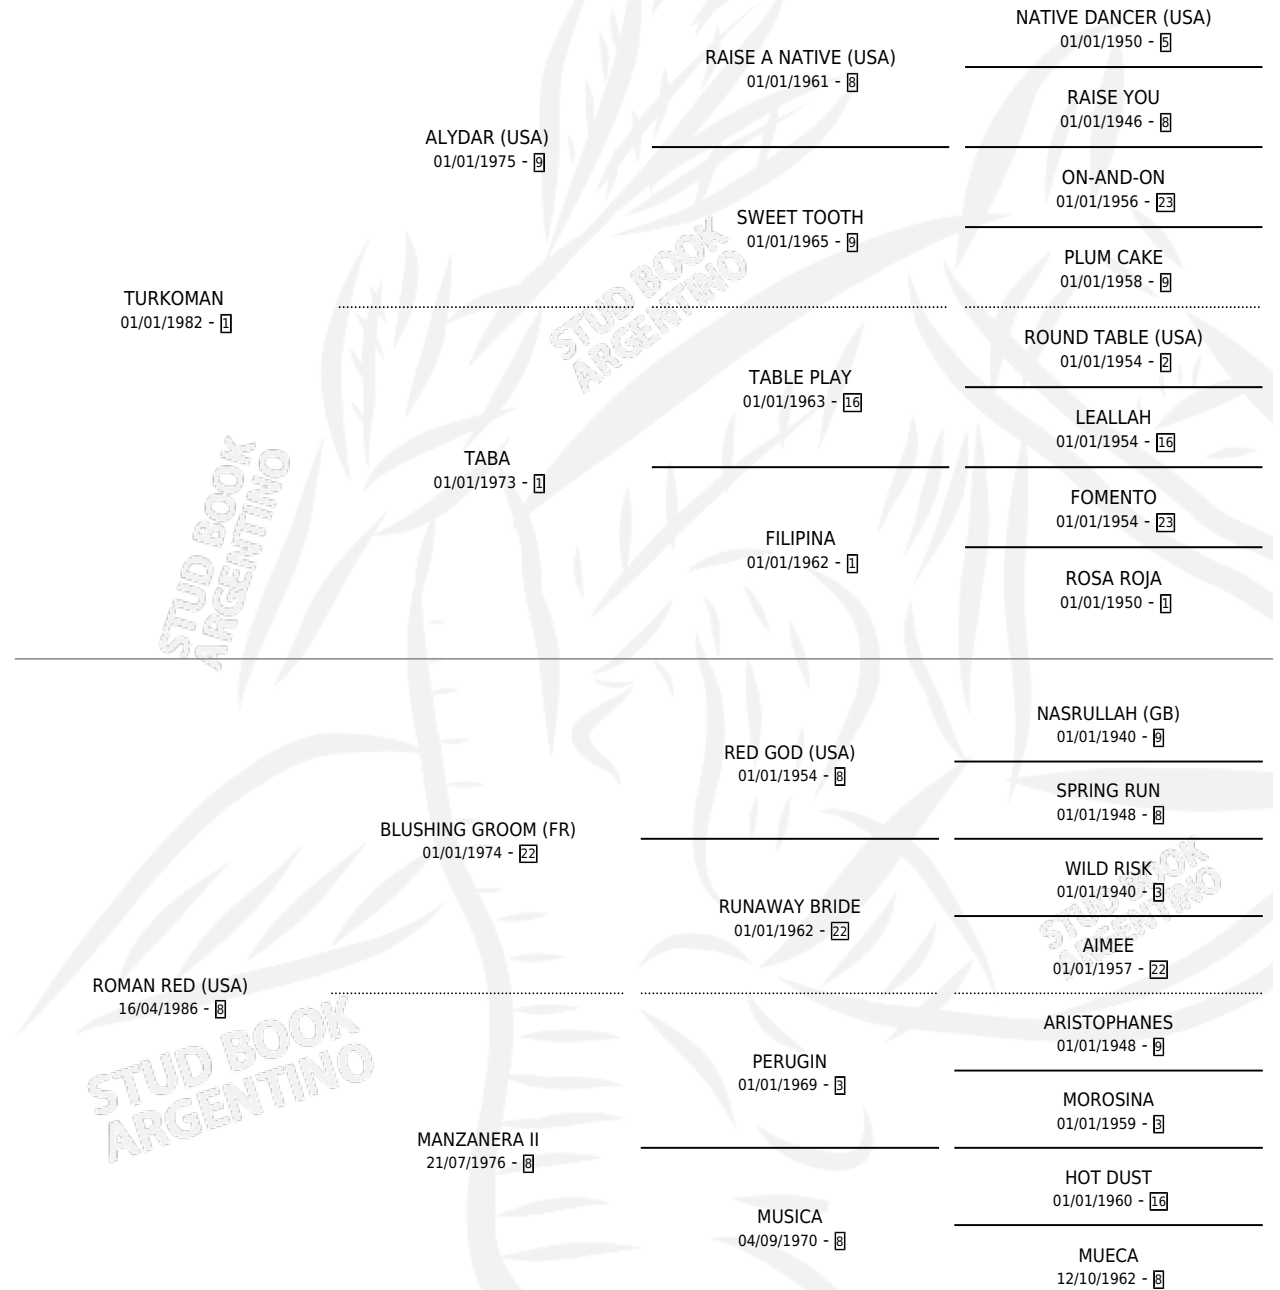 NATIVE DANCER (USA)
01/01/1950 - 5
RAISE A NATIVE (USA)
01/01/1961 - 8
RAISE YOU
01/01/1946 - 8
ALYDAR (USA)
01/01/1975 - 9
ON-AND-ON
01/01/1956 - 23
SWEET TOOTH
01/01/1965 - 9
PLUM CAKE
01/01/1958 - 9
TURKOMAN
01/01/1982 - 1
STUD BOOK
ARGENTINO
ROUND TABLE (USA)
01/01/1954 - 2
TABLE PLAY
01/01/1963 - 16
LEALLAH
01/01/1954 - 16
TABA
01/01/1973 - 1
FOMENTO
01/01/1954 - 23
FILIPINA
01/01/1962 - 1
ROSA ROJA
01/01/1950 - 1
STUD BOOK
ARGENTINO
NASRULLAH (GB)
01/01/1940 - 9
RED GOD (USA)
01/01/1954 - 8
SPRING RUN
01/01/1948 - 8
BLUSHING GROOM (FR)
01/01/1974 - 22
WILD RISK
01/01/1940 - 3
RUNAWAY BRIDE
01/01/1962 - 22
STUD BOOK
ARGENTINO
AIMEE
01/01/1957 - 22
ROMAN RED (USA)
16/04/1986 - 8
STUD BOOK
ARGENTINO
ARISTOPHANES
01/01/1948 - 9
PERUGIN
01/01/1969 - 3
MOROSINA
01/01/1959 - 3
MANZANERA II
21/07/1976 - 8
HOT DUST
01/01/1960 - 16
MUSICA
04/09/1970 - 8
MUECA
12/10/1962 - 8